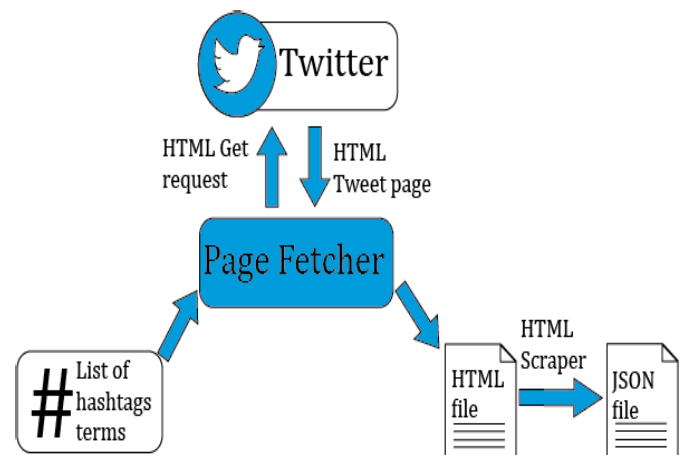 Twitter
HTML Get
request
HTML
Tweet page
Page Fetcher
#
List of
hashtags
terms
HTML
file
HTML
Scraper
JSON
file